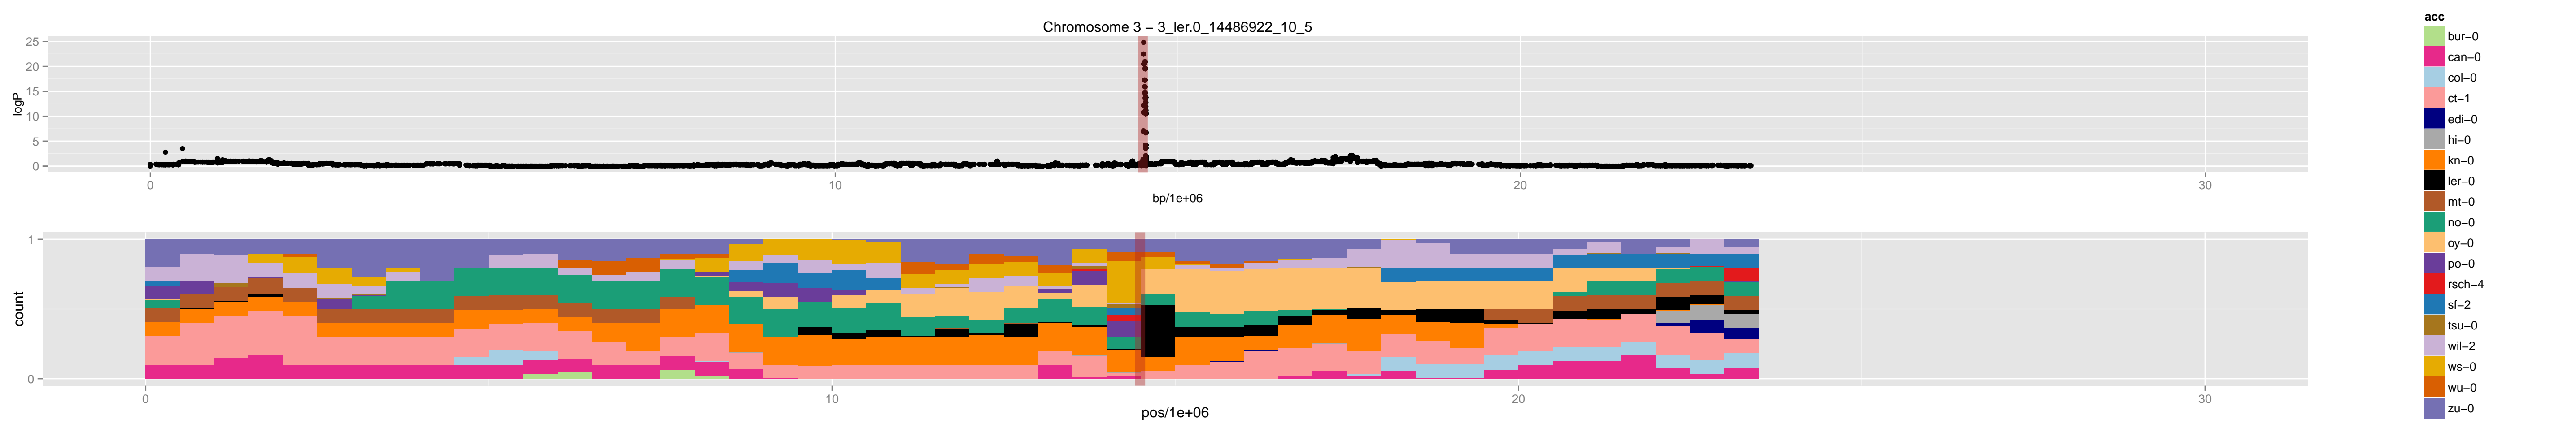 Chromosome 3 − 3_ler.0_14486922_10_5
25
20
15
10
5
0
logP
0
10
20
30
bp/1e+06
1
0
count
0
10
20
30
pos/1e+06
acc
bur−0
can−0
col−0
ct−1
edi−0
hi−0
kn−0
ler−0
mt−0
no−0
oy−0
po−0
rsch−4
sf−2
tsu−0
wil−2
ws−0
wu−0
zu−0